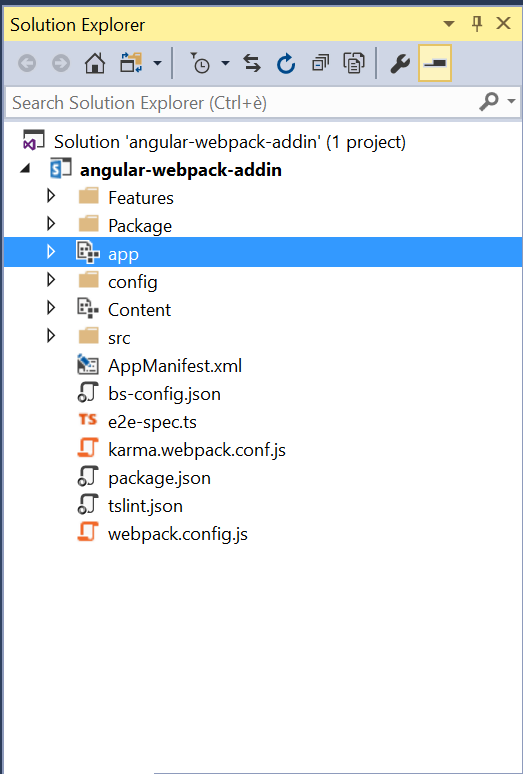 Solution Explorer
Search Solution Explorer (Ctrl+è)
Solution 'angular-webpack-addin' (1 project)
angular-webpack-addin
Features
Package
app
config
Content
src
AppManifest.xml
bs-config.json
TS e2e-spec.ts
karma.webpack.conf.js
package.json
tslint.json
webpack.config.js